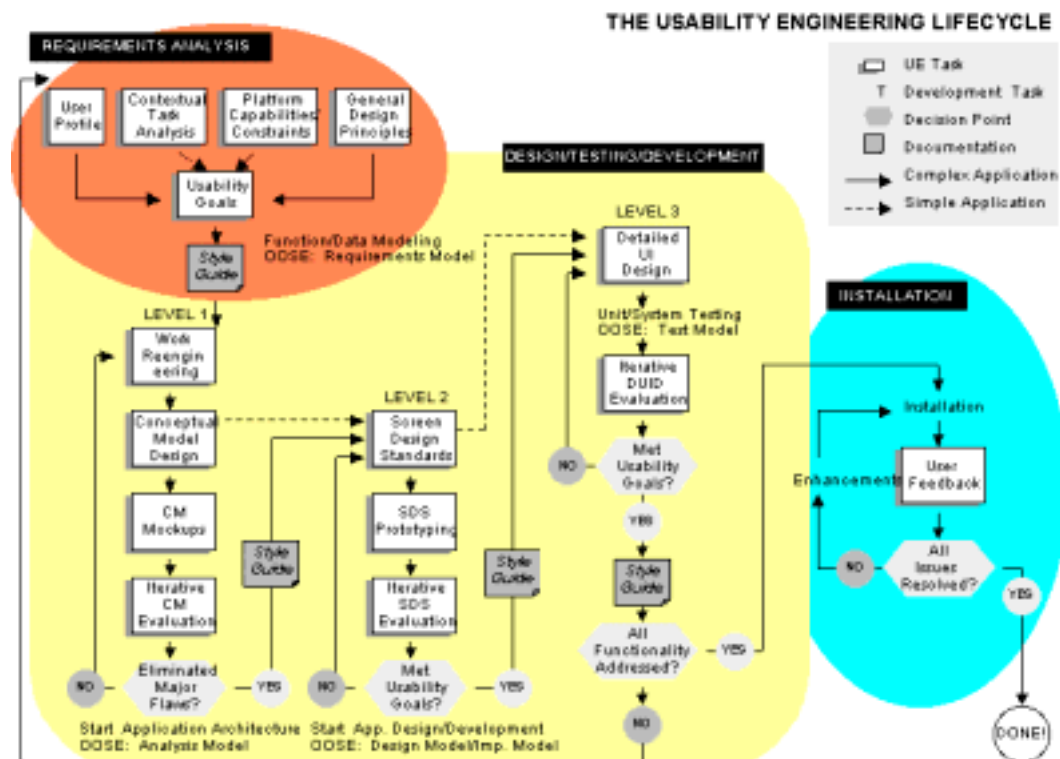 THE USABILITY ENGINEERING LIFECYCLE
REQUIREMENTS ANALYSIS
UE Task
T Development Task
Decision Point
Documentation
Complex Application
Simple Application
User
Profile
Contextual
Task
Analysis
Platform
Capabilities/
Constraints
General
Design
Principles
Usability
Goals
Style
Guide
Function/Data Modeling
OOSE: Requirements Model
DESIGN/TESTING/DEVELOPMENT
LEVEL 1
Work
Reengin
eering
Conceptual
Model
Design
CM
Mockups
Iterative
CM
Evaluation
Eliminated
Major
Flaws?
NO
YES
Style
Guide
Start Application Architecture
OOSE: Analysis Model
LEVEL 2
Screen
Design
Standards
SDS
Prototyping
Iterative
SDS
Evaluation
Met
Usability
Goals?
NO
YES
Style
Guide
Start App. Design/Development
OOSE: Design Model/Imp. Model
LEVEL 3
Detailed
UI
Design
Unit/System Testing
OOSE: Test Model
Iterative
DUID
Evaluation
Met
Usability
Goals?
NO
YES
Style
Guide
All
Functionality
Addressed?
YES
NO
INSTALLATION
Installation
Enhancements
User
Feedback
All
Issues
Resolved?
NO
YES
DONE!